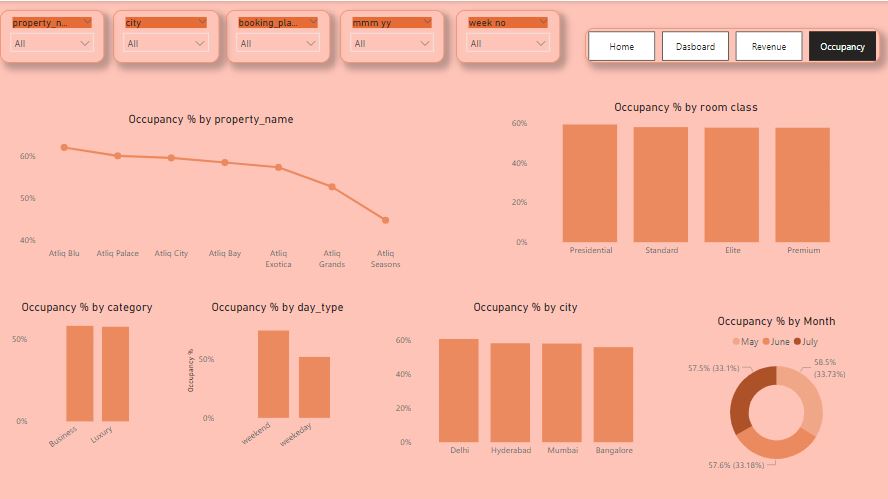 property_n...
city
booking_pla...
mmm yy
week no
All
All
All
All
All
Home
Dasboard
Revenue
Occupancy
Occupancy % by property_name
60%
50%
40%
Atliq Blu
Atliq Palace
Atliq City
Atliq Bay
Atliq
Exotica
Atliq
Grands
Atliq
Seasons
Occupancy % by room class
60%
40%
20%
0%
Presidential
Standard
Elite
Premium
Occupancy % by category
50%
0%
Business
Luxury
Occupancy % by day_type
Occupancy %
50%
0%
weekend
weekeday
Occupancy % by city
60%
40%
20%
0%
Delhi
Hyderabad
Mumbai
Bangalore
Occupancy % by Month
May June July
57.5% (33.1%)
58.5%
(33.73%)
57.6% (33.18%)